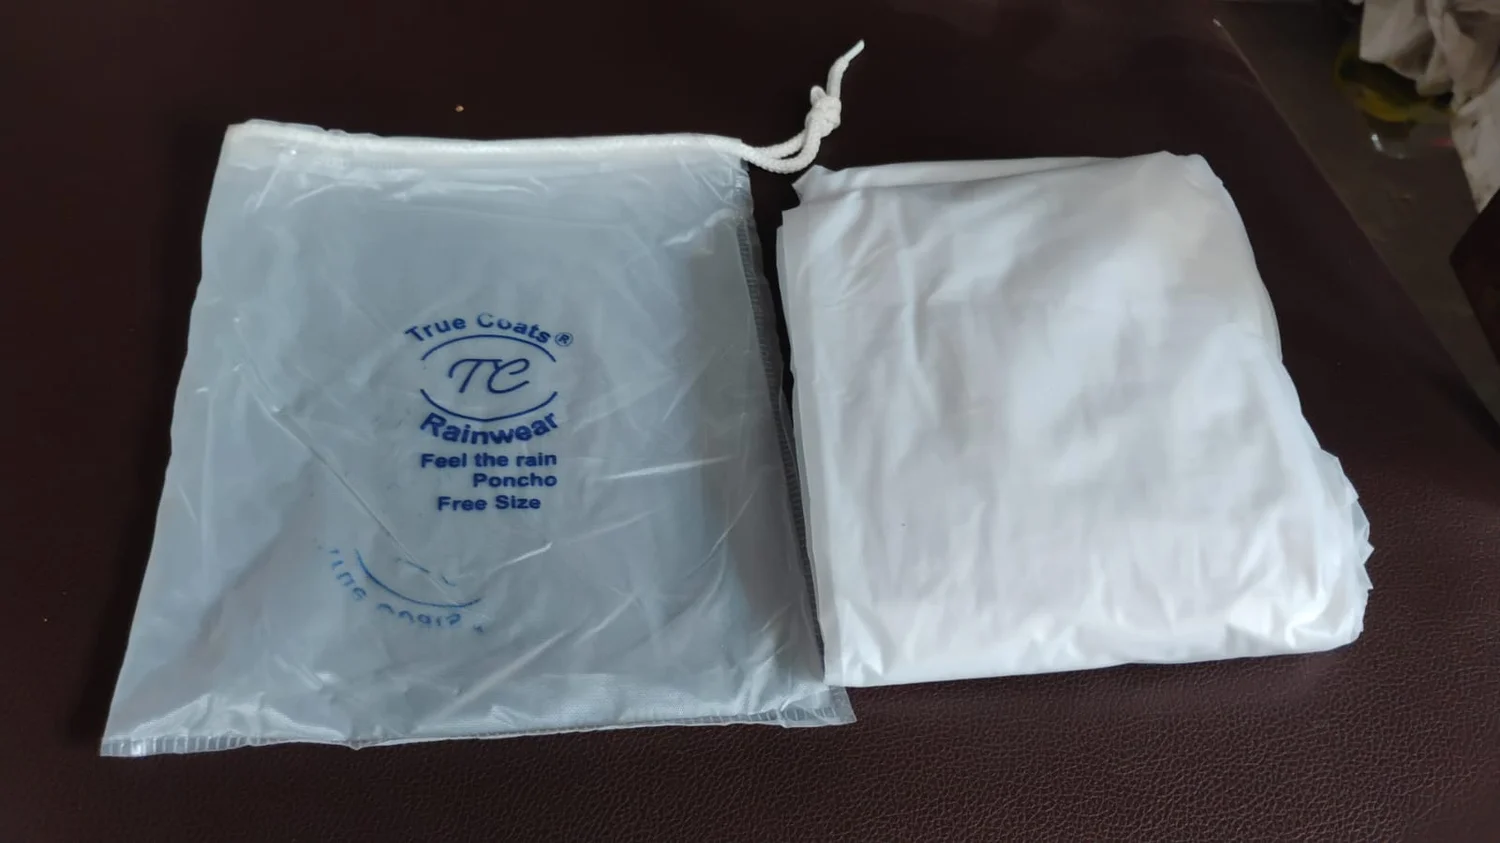 True Coats®
TC
Rainwear
Feel the rain
Poncho
Free Size